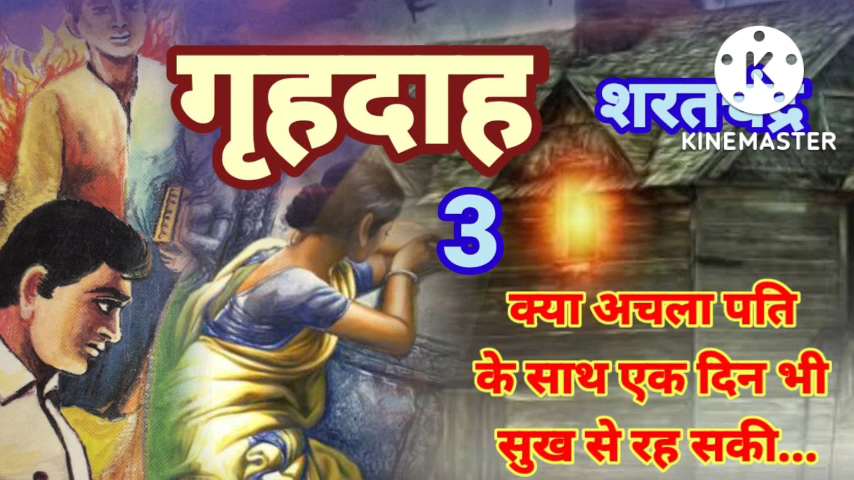 गृहदाह
शरतचंद्र
K
KINEMASTER
3
क्या अचला पति
के साथ एक दिन भी
सुख से रह सकी...